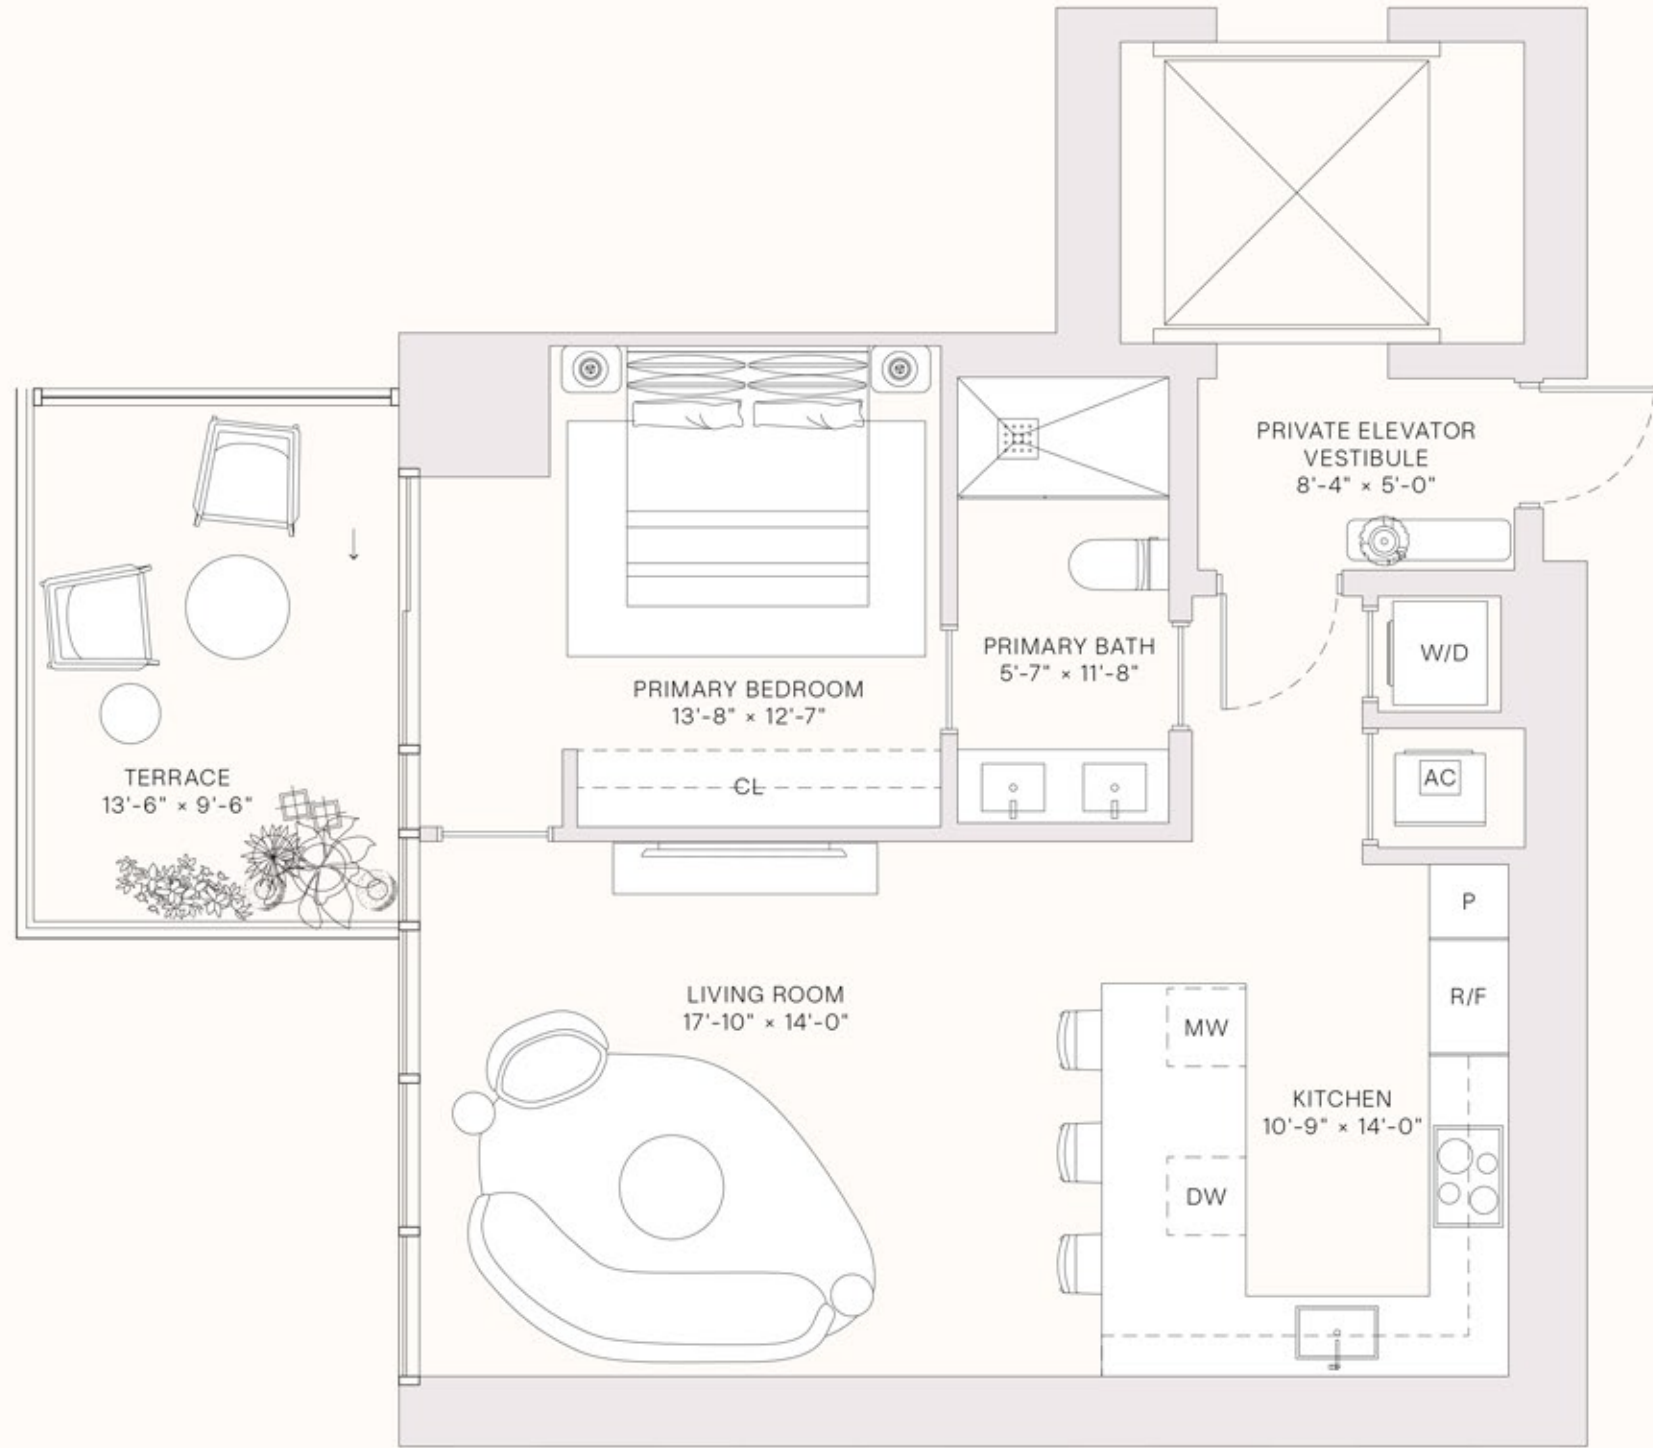 PRIVATE ELEVATOR
VESTIBULE
8'-4" × 5'-0"
W/D
PRIMARY BATH
5'-7" × 11'-8"
PRIMARY BEDROOM
13'-8" × 12'-7"
CL
AC
TERRACE
13'-6" × 9'-6"
P
LIVING ROOM
17'-10" × 14'-0"
R/F
MW
KITCHEN
10'-9" × 14'-0"
DW